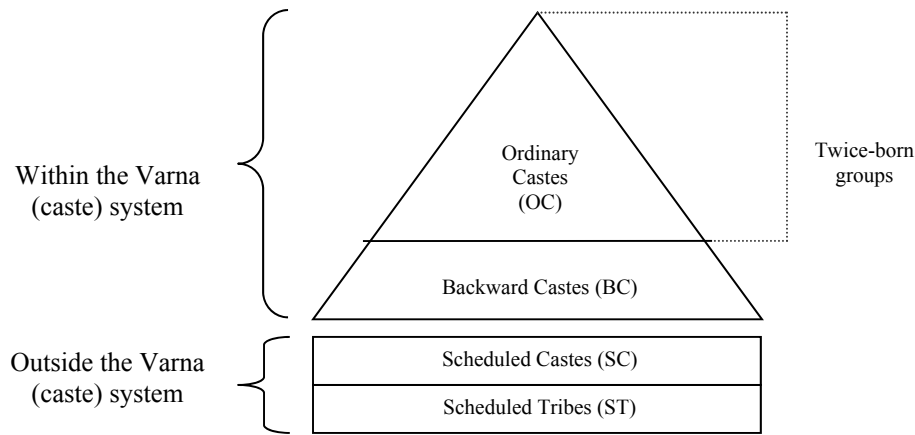 Within the Varna
(caste) system
Ordinary
Castes
(OC)
Twice-born
groups
Backward Castes (BC)
Outside the Varna
(caste) system
Scheduled Castes (SC)
Scheduled Tribes (ST)